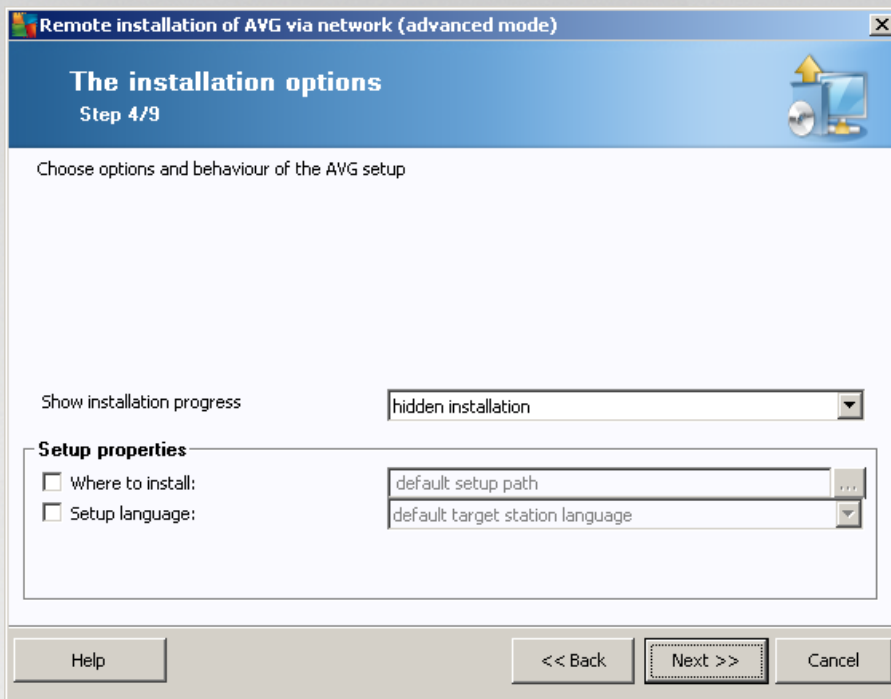 Remote installation of AVG via network (advanced mode)
The installation options
Step 4/9
Choose options and behaviour of the AVG setup
Show installation progress hidden installation
Setup properties
Where to install: default setup path ...
Setup language: default target station language
Help << Back Next >> Cancel